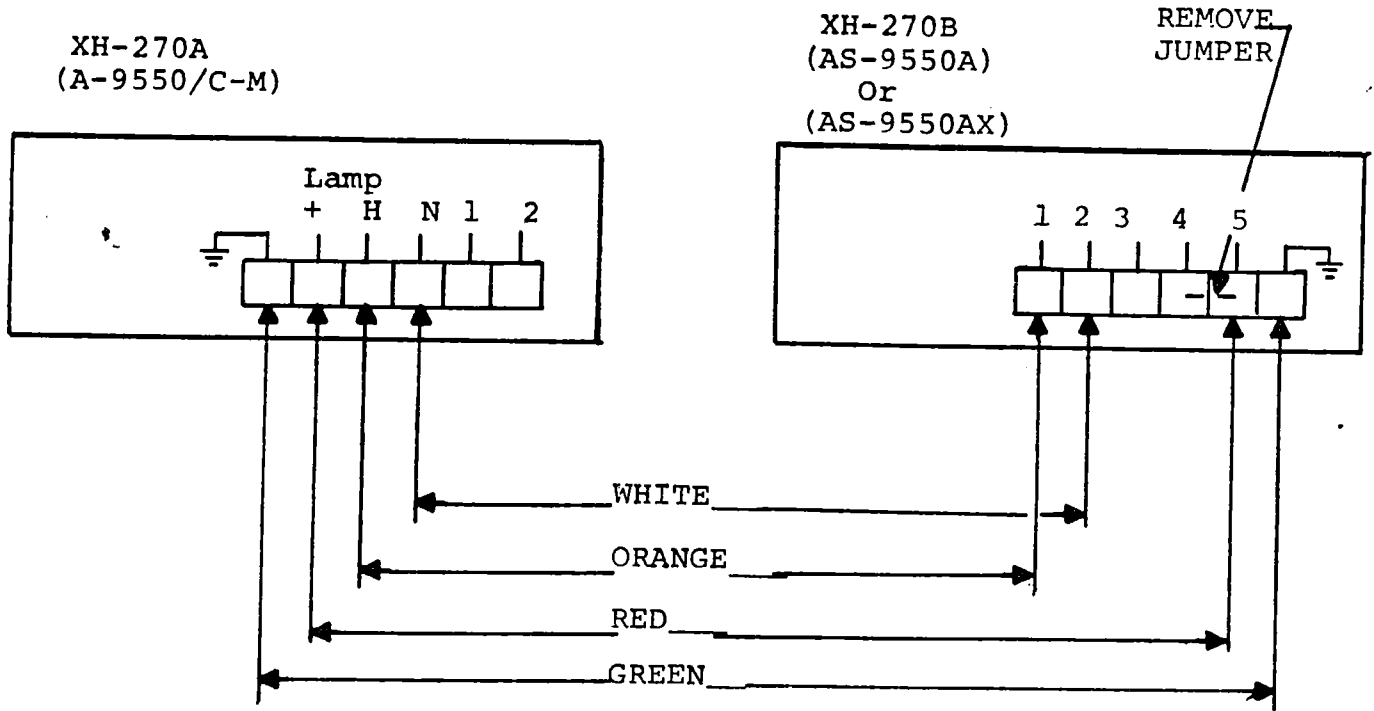 XH-270A
(A-9550/C-M)
XH-270B
(AS-9550A)
Or
(AS-9550AX)
REMOVE
JUMPER
Lamp
+ H N 1 2
1 2 3 4 5
WHITE
ORANGE
RED
GREEN